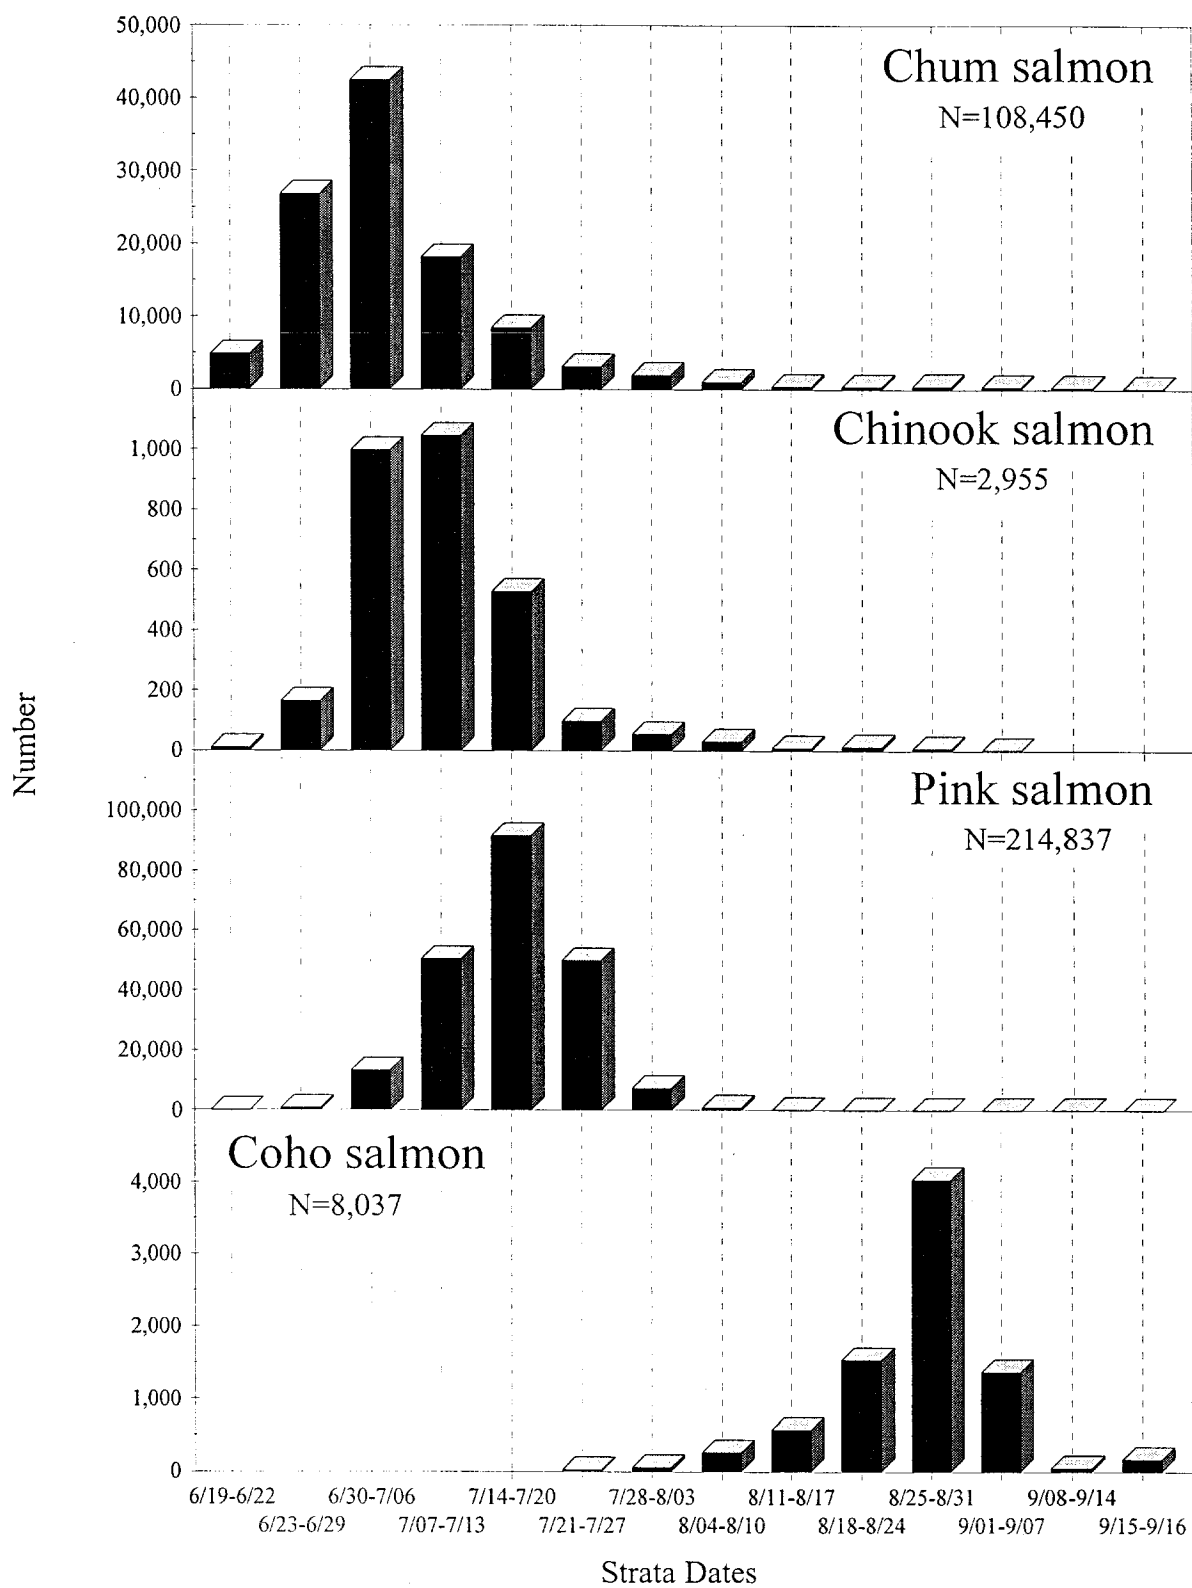 50,000
40,000
30,000
20,000
10,000
0
Chum salmon
N=108,450
1,000
800
600
400
200
0
Chinook salmon
N=2,955
Number
100,000
80,000
60,000
40,000
20,000
0
Pink salmon
N=214,837
Coho salmon
N=8,037
4,000
3,000
2,000
1,000
0
6/19-6/22 6/30-7/06 7/14-7/20 7/28-8/03 8/11-8/17 8/25-8/31 9/08-9/14
6/23-6/29 7/07-7/13 7/21-7/27 8/04-8/10 8/18-8/24 9/01-9/07 9/15-9/16
Strata Dates